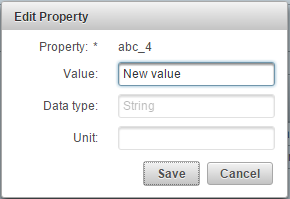 Edit Property
Property: * abc_4
Value: New value
Data type: String
Unit:
Save Cancel